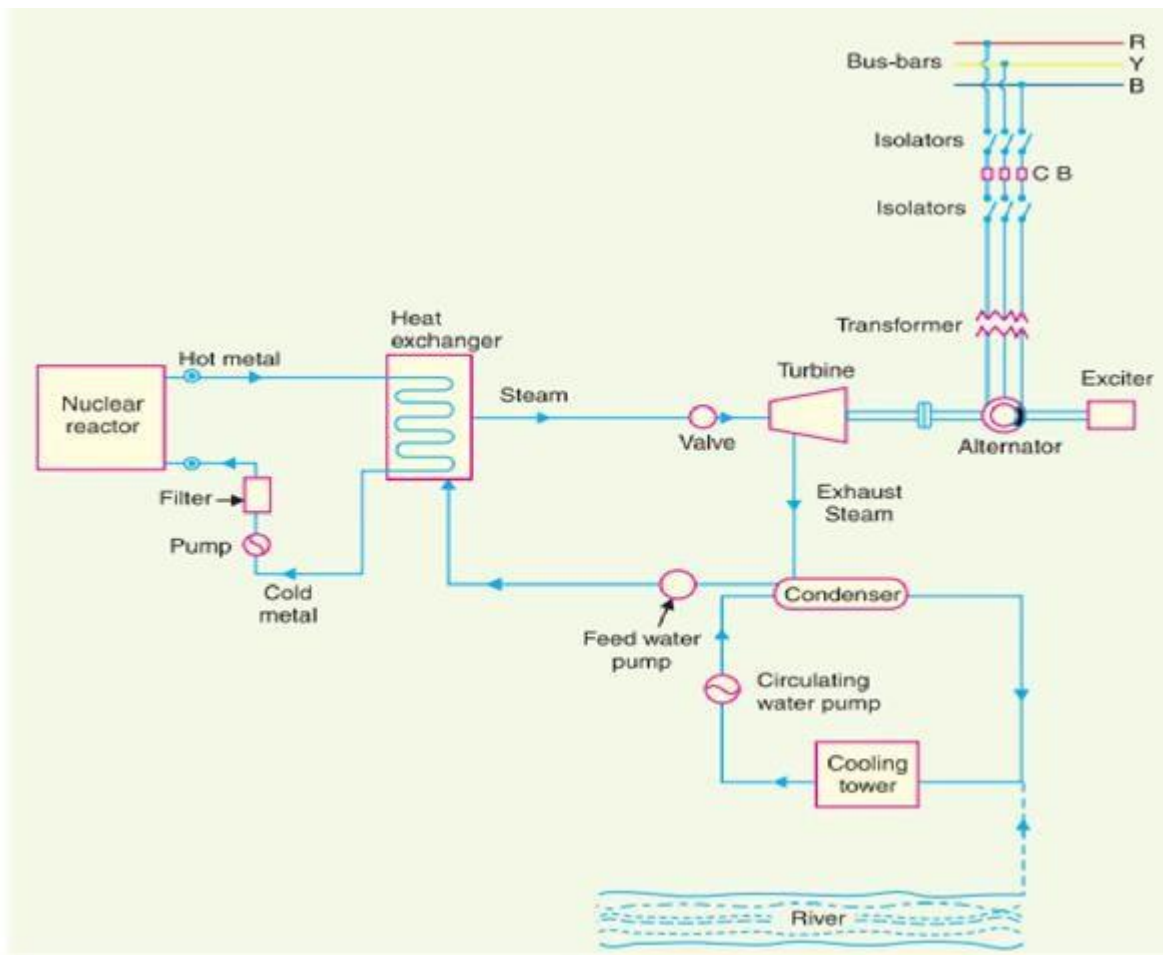 R
Bus-bars
Y
B
Isolators
C B
Isolators
Transformer
Heat
exchanger
Hot metal
Turbine
Exciter
Nuclear
reactor
Steam
Valve
Alternator
Filter
Exhaust
Steam
Pump
Cold
metal
Condenser
Feed water
pump
Circulating
water pump
Cooling
tower
River